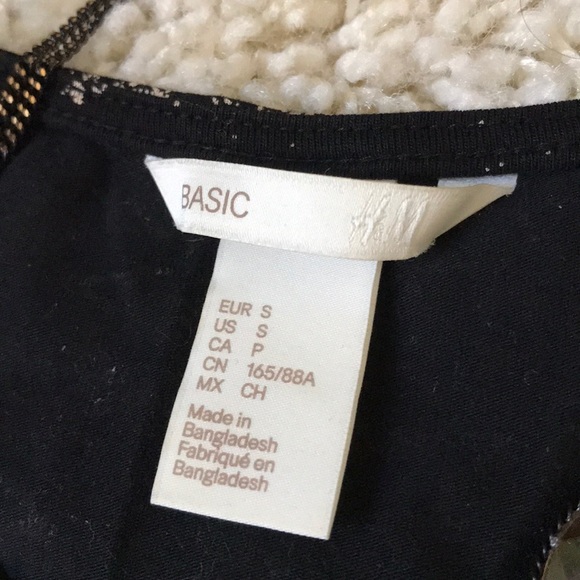 BASIC H&M
EUR S
US S
CA P
CN 165/88A
MX CH
Made in
Bangladesh
Fabriqué en
Bangladesh